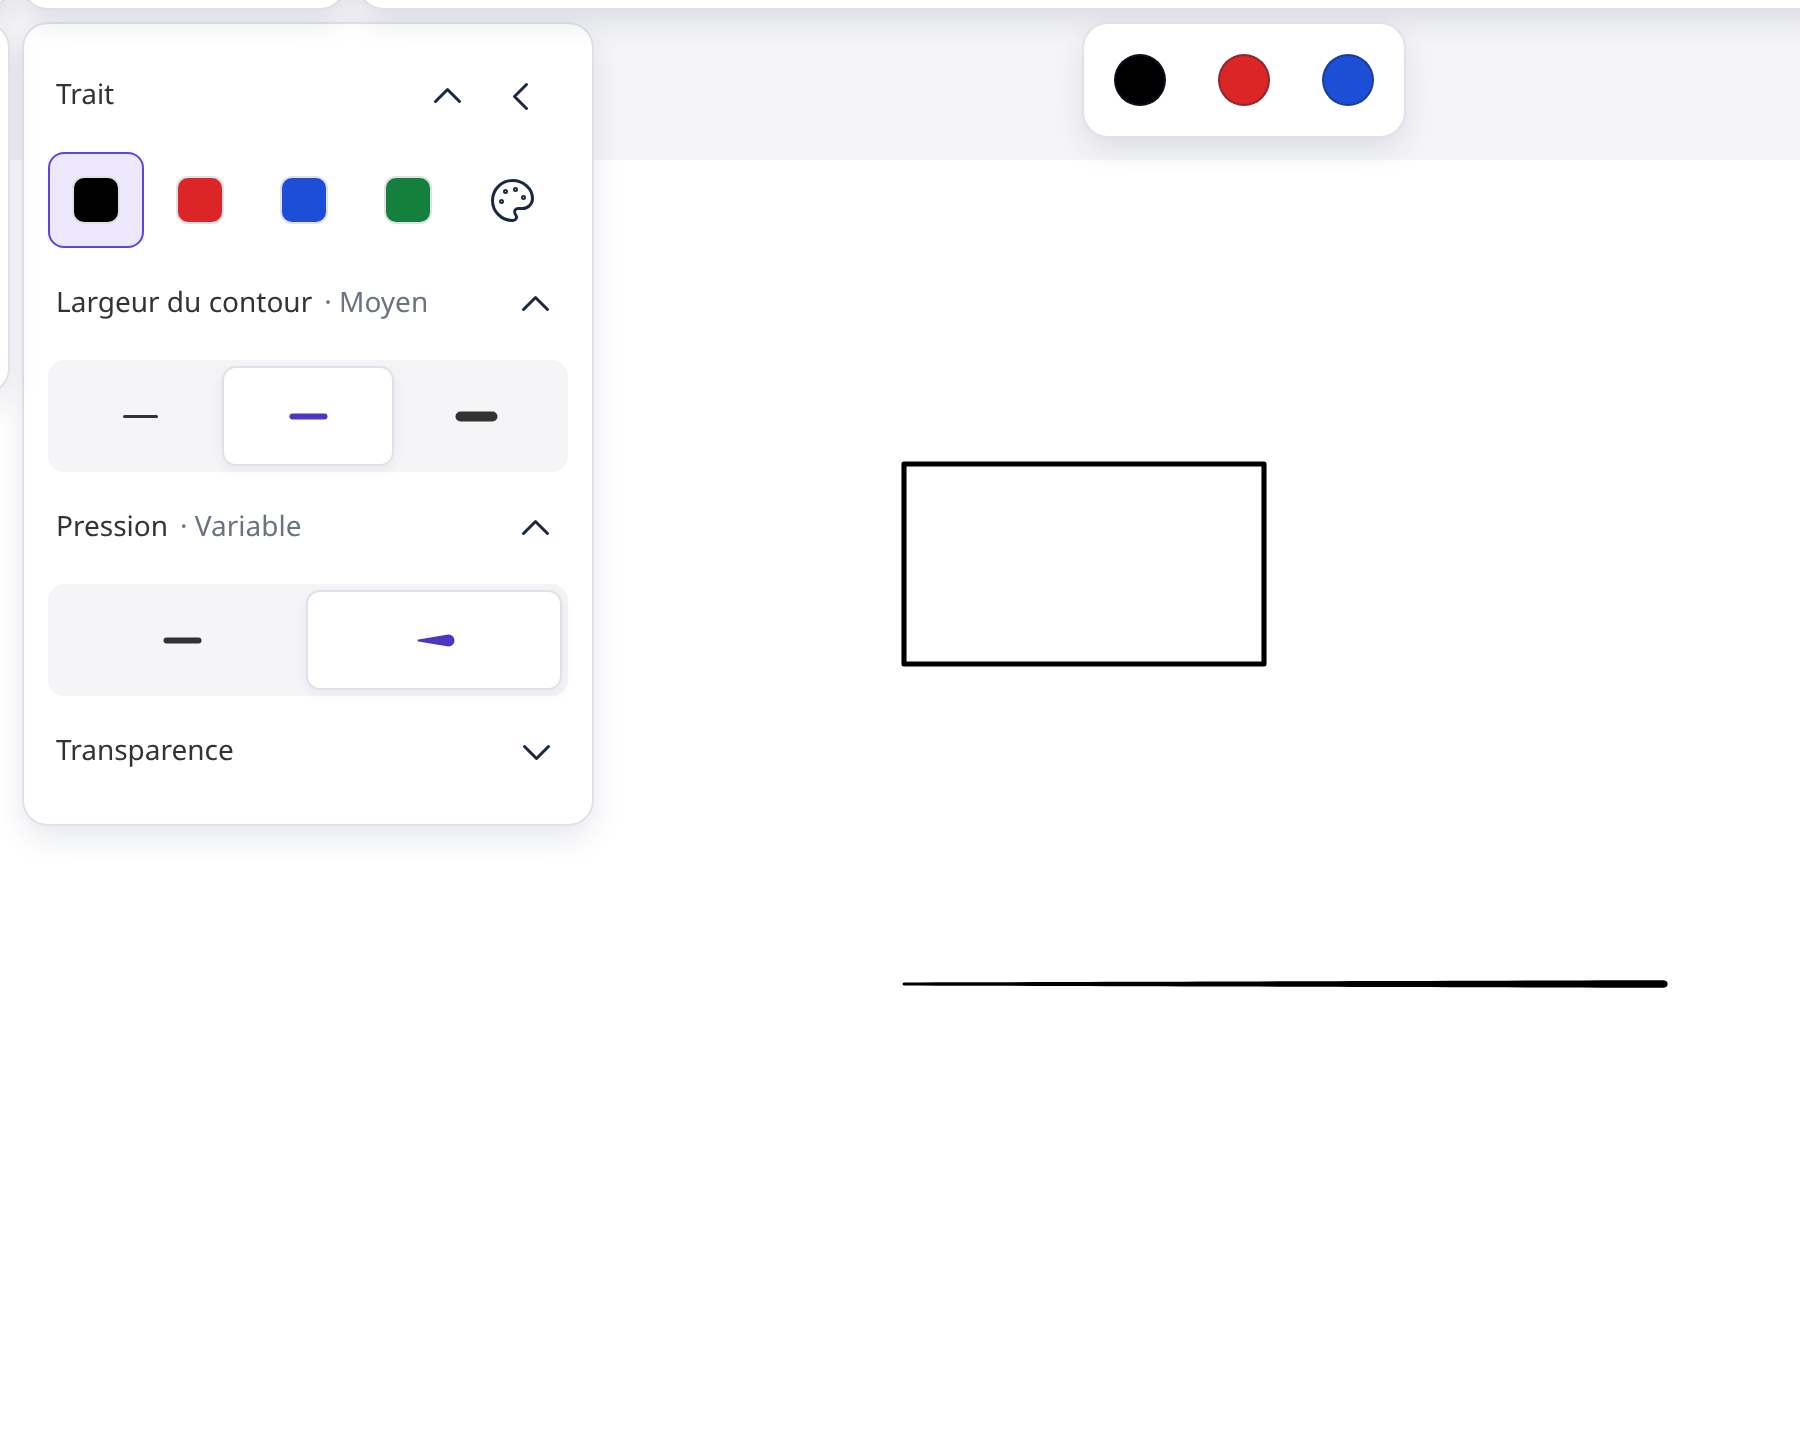 Trait
Largeur du contour · Moyen
Pression · Variable
Transparence